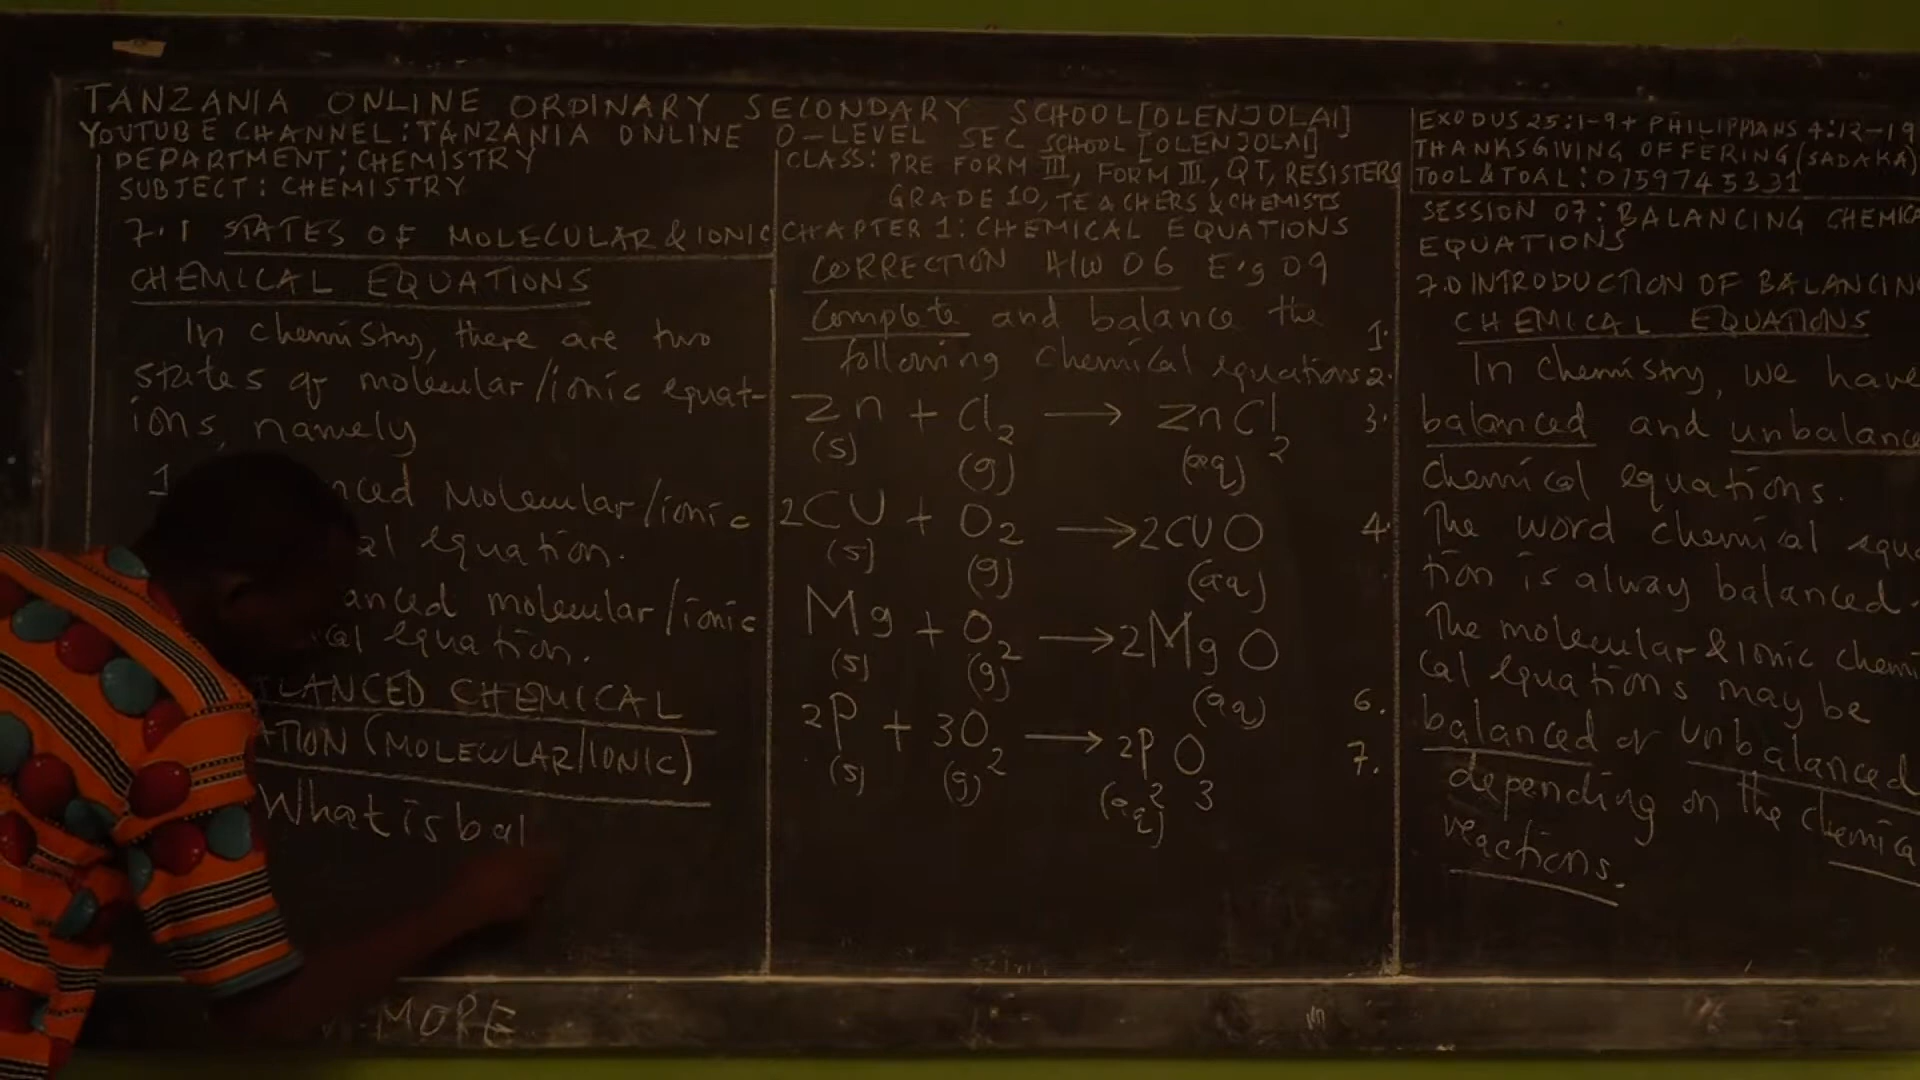 TANZANIA ONLINE ORDINARY SECONDARY SCHOOL[OLENJOLAI]
YOUTUBE CHANNEL: TANZANIA ONLINE O-LEVEL SEC SCHOOL [OLENJOLAI]
DEPARTMENT: CHEMISTRY
SUBJECT: CHEMISTRY
7.1 STATES OF MOLECULAR & IONIC
CHEMICAL EQUATIONS
In chemistry, there are two
states of molecular/ionic equat-
ions, namely
1 nced molecular/ionic
al equation.
anced molecular/ionic
cal equation.
LANCED CHEMICAL
ATION (MOLECULAR/IONIC)
What is bal
MORE
CLASS: PRE FORM III, FORM III, QT, RESISTERS
GRADE 10, TEACHERS & CHEMISTS
CHAPTER 1: CHEMICAL EQUATIONS
CORRECTION H/W 06 E.g 09
Complete and balance the
following chemical equations
Zn + Cl2 → ZnCl2
(s) (g) (aq)
2CU + O2 → 2CUO
(s) (g) (aq)
Mg + O2 → 2MgO
(s) (g) (aq)
2P + 3O2 → 2P2O3
(s) (g) (aq)
EXODUS 25:1-9 + PHILIPPIANS 4:12-19
THANKSGIVING OFFERING (SADAKA)
TOOL & TOAL: 0759745331
SESSION 07: BALANCING CHEMICA
EQUATIONS
7.0 INTRODUCTION OF BALANCING
1. CHEMICAL EQUATIONS
2. In chemistry, we have
3. balanced and unbalance
chemical equations.
4. The word chemical equa
tion is alway balanced.
The molecular & ionic chemi
cal equations may be
6. balanced or unbalanced
7. depending on the chemica
reactions.